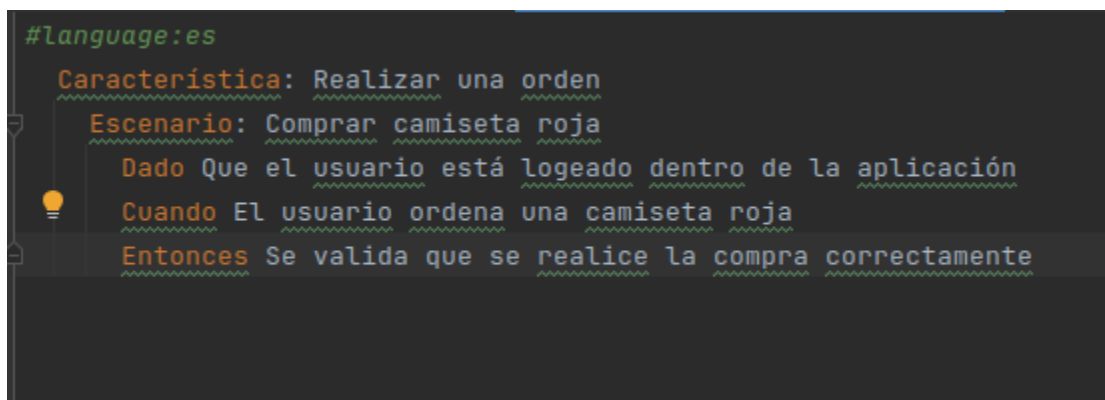 #language:es
Característica: Realizar una orden
Escenario: Comprar camiseta roja
Dado Que el usuario está logeado dentro de la aplicación
Cuando El usuario ordena una camiseta roja
Entonces Se valida que se realice la compra correctamente